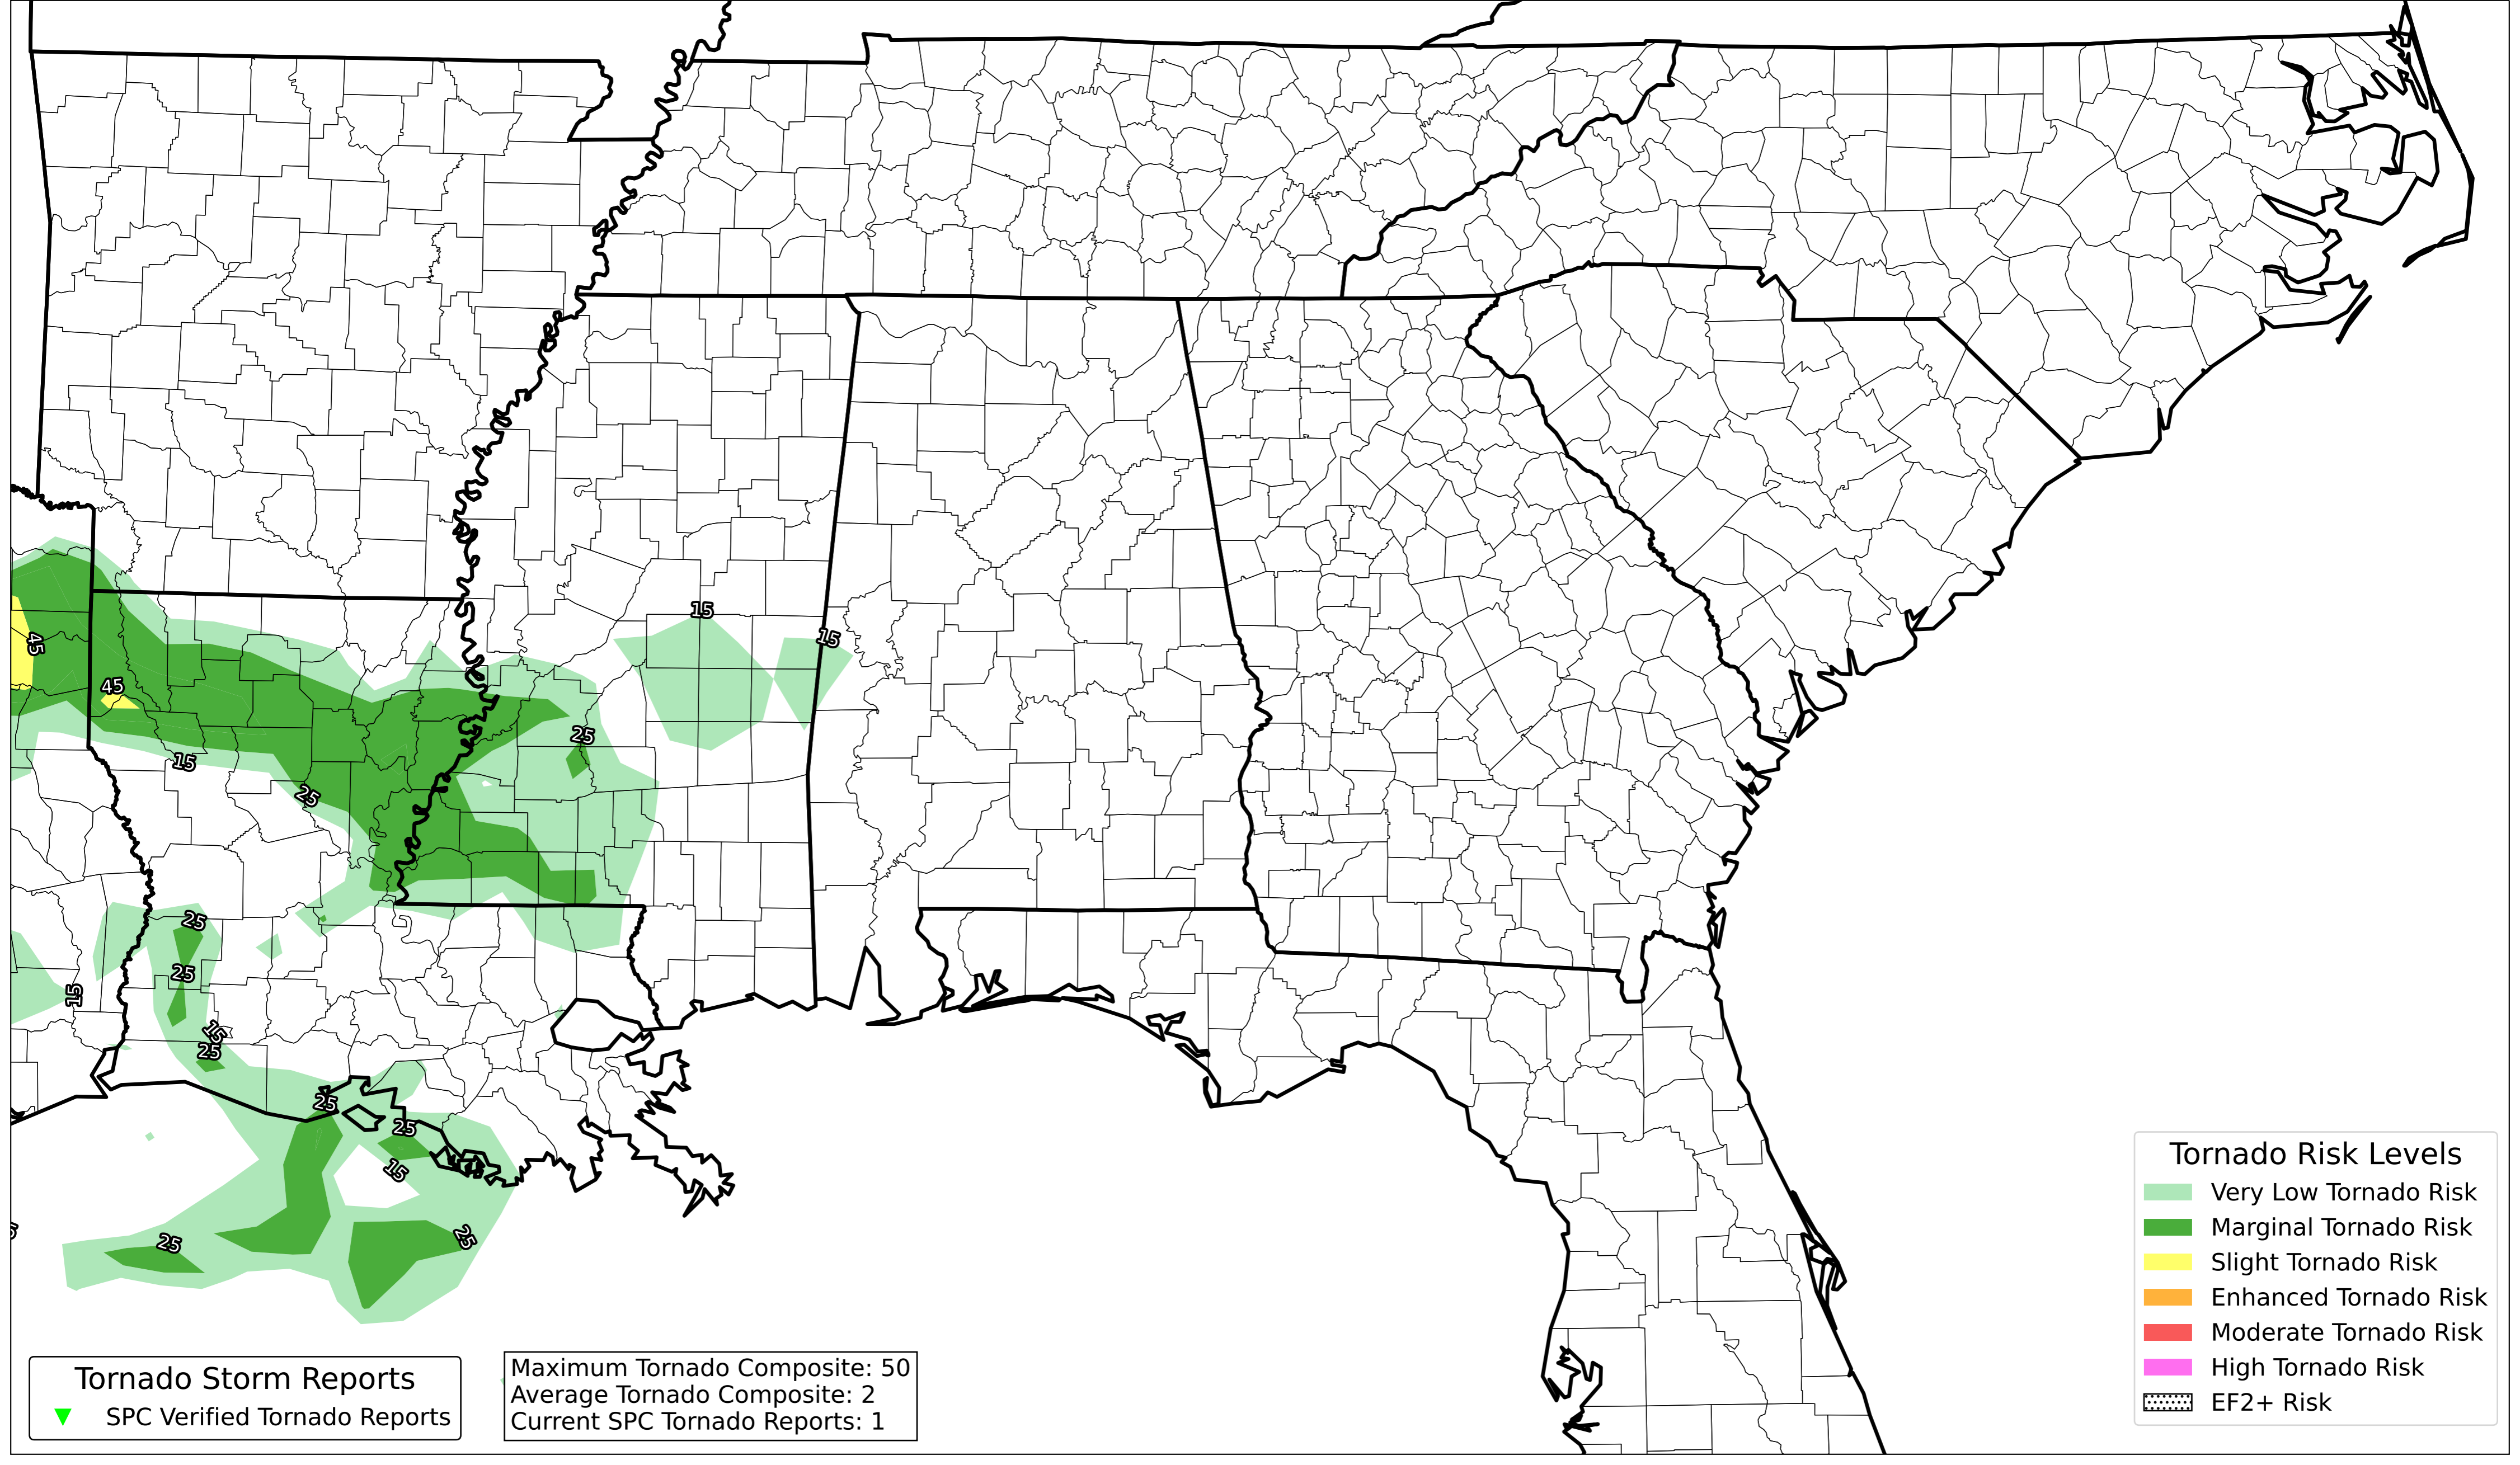 15
15
45
45
25
15
25
25
25
15
15
25
25
25
15
25
25
Tornado Risk Levels
Very Low Tornado Risk
Marginal Tornado Risk
Slight Tornado Risk
Enhanced Tornado Risk
Moderate Tornado Risk
High Tornado Risk
EF2+ Risk
Tornado Storm Reports
SPC Verified Tornado Reports
Maximum Tornado Composite: 50
Average Tornado Composite: 2
Current SPC Tornado Reports: 1